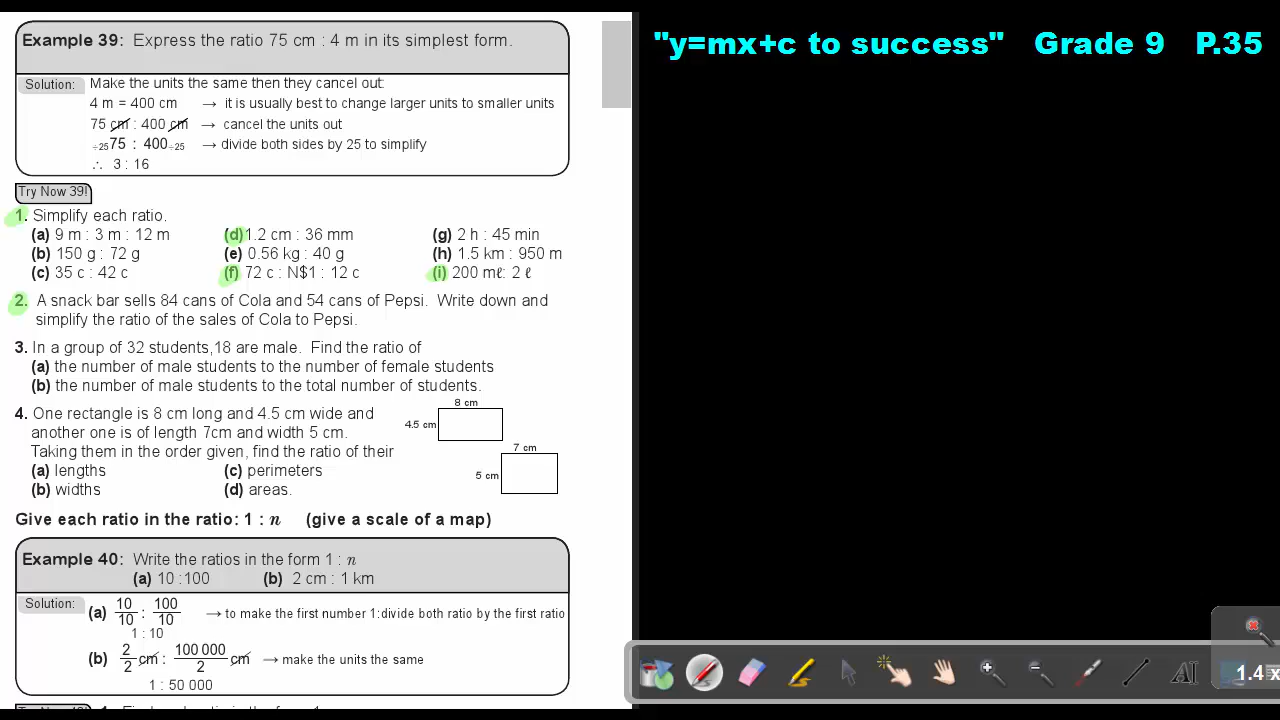 "y=mx+c to success" Grade 9 P.35
Example 39: Express the ratio 75 cm : 4 m in its simplest form.
Solution: Make the units the same then they cancel out:
4 m = 400 cm → it is usually best to change larger units to smaller units
75 cm : 400 cm → cancel the units out
÷25 75 : 400 ÷25 → divide both sides by 25 to simplify
∴ 3 : 16
Try Now 39!
1. Simplify each ratio.
(a) 9 m : 3 m : 12 m (d) 1.2 cm : 36 mm (g) 2 h : 45 min
(b) 150 g : 72 g (e) 0.56 kg : 40 g (h) 1.5 km : 950 m
(c) 35 c : 42 c (f) 72 c : N$1 : 12 c (i) 200 mℓ: 2 ℓ
2. A snack bar sells 84 cans of Cola and 54 cans of Pepsi. Write down and
simplify the ratio of the sales of Cola to Pepsi.
3. In a group of 32 students,18 are male. Find the ratio of
(a) the number of male students to the number of female students
(b) the number of male students to the total number of students.
4. One rectangle is 8 cm long and 4.5 cm wide and
another one is of length 7cm and width 5 cm.
Taking them in the order given, find the ratio of their
(a) lengths (c) perimeters
(b) widths (d) areas.
8 cm
4.5 cm
7 cm
5 cm
Give each ratio in the ratio: 1 : n (give a scale of a map)
Example 40: Write the ratios in the form 1 : n
(a) 10 :100 (b) 2 cm : 1 km
Solution: (a) 10/10 : 100/10 → to make the first number 1:divide both ratio by the first ratio
1 : 10
(b) 2/2 cm : 100 000/2 cm → make the units the same
1 : 50 000
AI
1.4 x